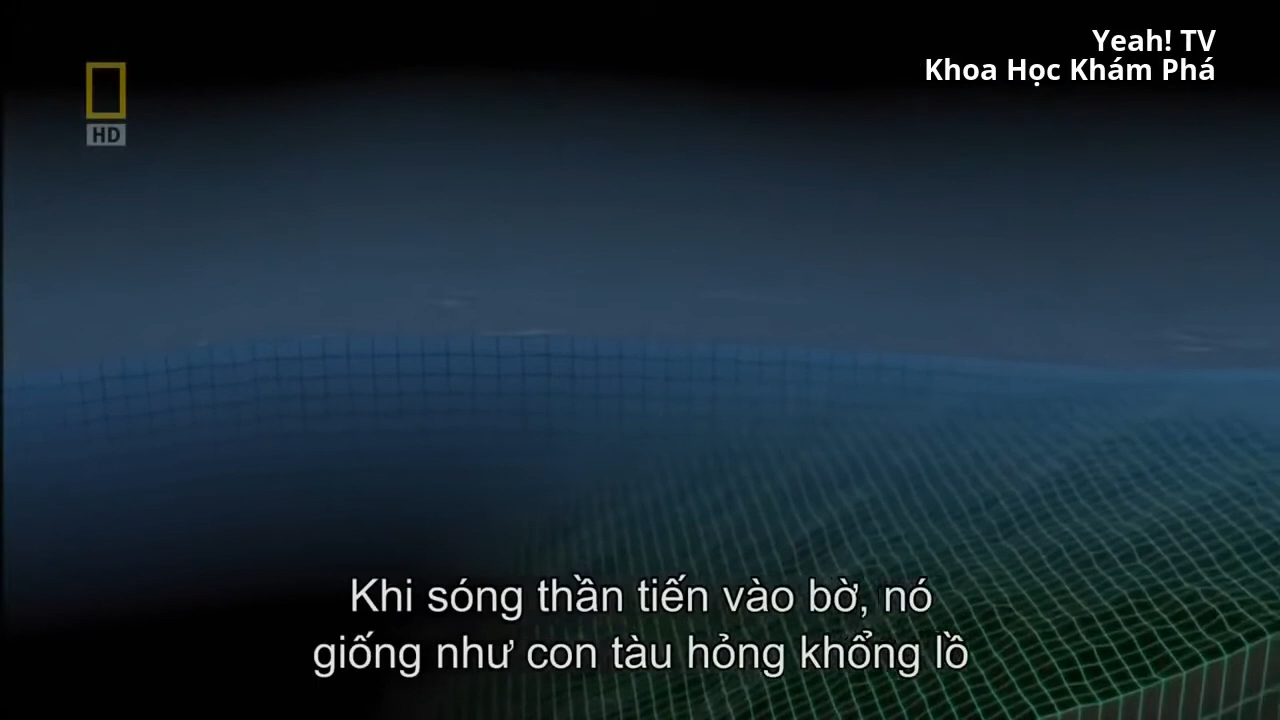 Yeah! TV
Khoa Học Khám Phá
HD
Khi sóng thần tiến vào bờ, nó
giống như con tàu hỏng khổng lồ